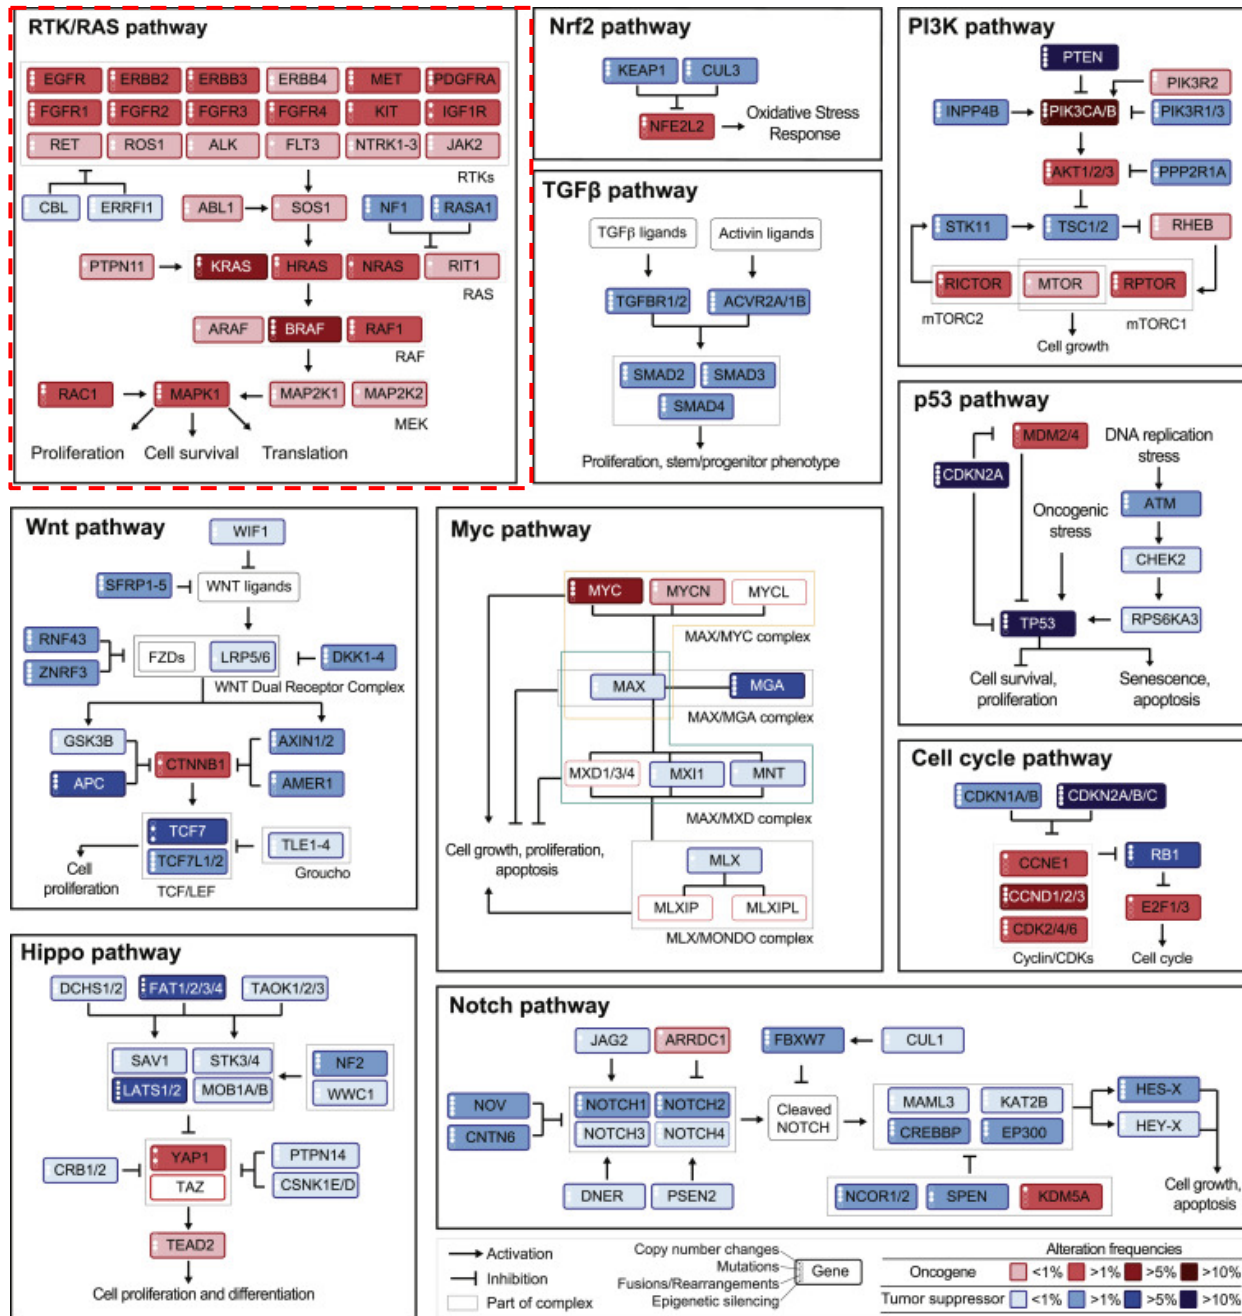 RTK/RAS pathway
EGFR ERBB2 ERBB3 ERBB4 MET PDGFRA
FGFR1 FGFR2 FGFR3 FGFR4 KIT IGF1R
RET ROS1 ALK FLT3 NTRK1-3 JAK2
RTKs
CBL ERRFI1 ABL1 SOS1 NF1 RASA1
PTPN11 KRAS HRAS NRAS RIT1
RAS
ARAF BRAF RAF1
RAF
RAC1 MAPK1 MAP2K1 MAP2K2
MEK
Proliferation Cell survival Translation
Nrf2 pathway
KEAP1 CUL3
NFE2L2
Oxidative Stress
Response
TGFβ pathway
TGFβ ligands Activin ligands
TGFBR1/2 ACVR2A/1B
SMAD2 SMAD3
SMAD4
Proliferation, stem/progenitor phenotype
PI3K pathway
PTEN
PIK3R2
INPP4B PIK3CA/B PIK3R1/3
AKT1/2/3 PPP2R1A
STK11 TSC1/2 RHEB
RICTOR MTOR RPTOR
mTORC2 mTORC1
Cell growth
p53 pathway
MDM2/4
DNA replication
stress
CDKN2A
ATM
Oncogenic
stress
CHEK2
TP53 RPS6KA3
Cell survival,
proliferation
Senescence,
apoptosis
Wnt pathway
WIF1
SFRP1-5 WNT ligands
RNF43
ZNRF3
FZDs LRP5/6 DKK1-4
WNT Dual Receptor Complex
GSK3B AXIN1/2
CTNNB1
APC AMER1
TCF7
TCF7L1/2
TLE1-4
Groucho
Cell
proliferation
TCF/LEF
Myc pathway
MYC MYCN MYCL
MAX/MYC complex
MAX MGA
MAX/MGA complex
MXD1/3/4 MXI1 MNT
MAX/MXD complex
Cell growth, proliferation,
apoptosis
MLX
MLXIP MLXIPL
MLX/MONDO complex
Cell cycle pathway
CDKN1A/B CDKN2A/B/C
CCNE1 RB1
CCND1/2/3 E2F1/3
CDK2/4/6
Cyclin/CDKs Cell cycle
Hippo pathway
DCHS1/2 FAT1/2/3/4 TAOK1/2/3
SAV1 STK3/4 NF2
LATS1/2 MOB1A/B WWC1
YAP1
TAZ
CRB1/2 PTPN14
CSNK1E/D
TEAD2
Cell proliferation and differentiation
Notch pathway
JAG2 ARRDC1 FBXW7 CUL1
NOV NOTCH1 NOTCH2
CNTN6 NOTCH3 NOTCH4
Cleaved
NOTCH
MAML3 KAT2B HES-X
CREBBP EP300 HEY-X
DNER PSEN2 NCOR1/2 SPEN KDM5A
Cell growth,
apoptosis
Activation
Inhibition
Part of complex
Copy number changes
Mutations
Fusions/Rearrangements
Epigenetic silencing
Gene
Alteration frequencies
Oncogene <1% >1% >5% >10%
Tumor suppressor <1% >1% >5% >10%